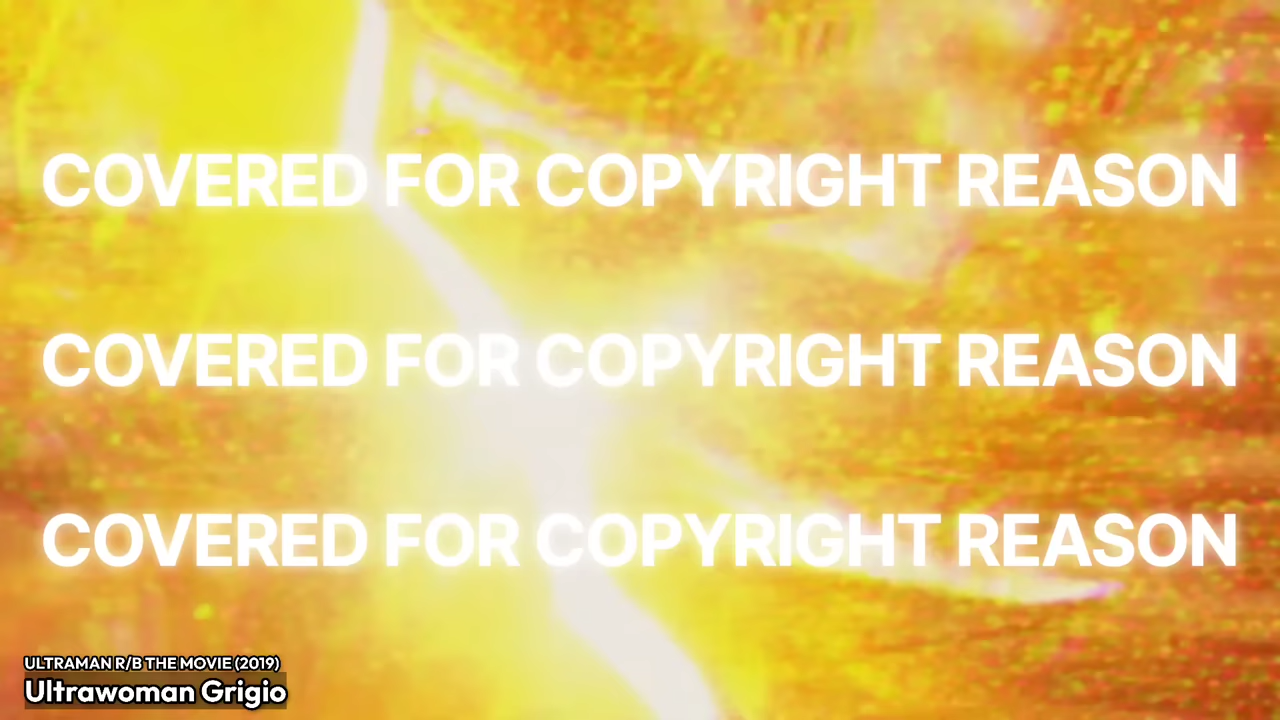 COVERED FOR COPYRIGHT REASON
COVERED FOR COPYRIGHT REASON
COVERED FOR COPYRIGHT REASON
ULTRAMAN R/B THE MOVIE (2019)
Ultrawoman Grigio